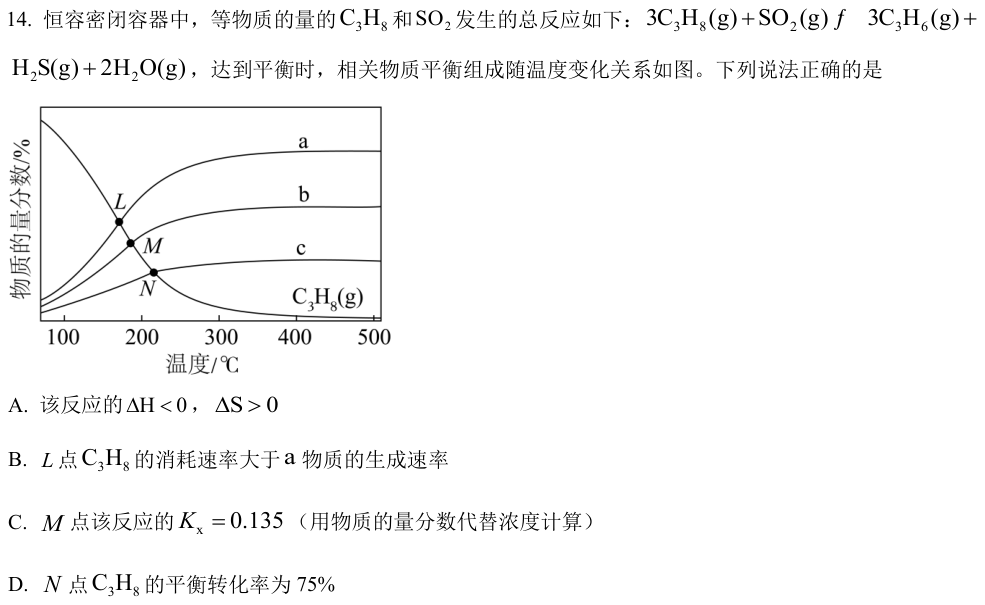 14. 恒容密闭容器中，等物质的量的C₃H₈和SO₂发生的总反应如下：3C₃H₈(g)+SO₂(g) ƒ 3C₃H₆(g)+
H₂S(g)+2H₂O(g)，达到平衡时，相关物质平衡组成随温度变化关系如图。下列说法正确的是
物质的量分数/%
a
L
b
M
c
N
C₃H₈(g)
100 200 300 400 500
温度/℃
A. 该反应的ΔH<0，ΔS>0
B. L点C₃H₈的消耗速率大于a物质的生成速率
C. M点该反应的Kₓ=0.135（用物质的量分数代替浓度计算）
D. N点C₃H₈的平衡转化率为75%